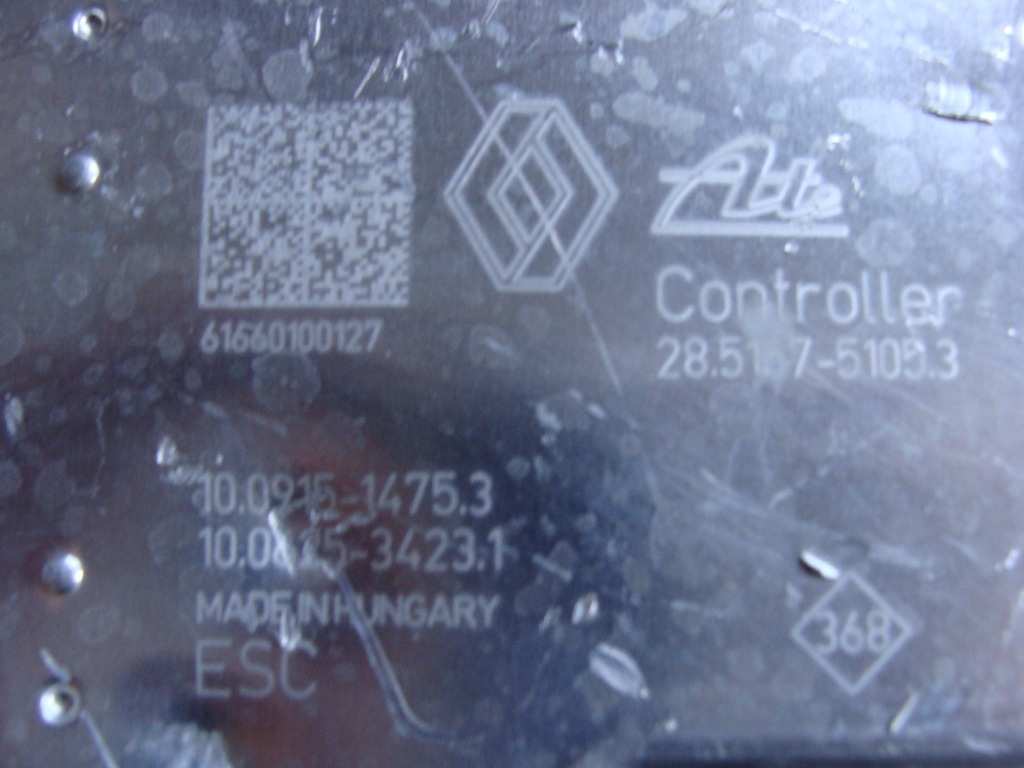 61660100127
Ate
Controller
10.0915-1475.3
MADE IN HUNGARY
ESC
368